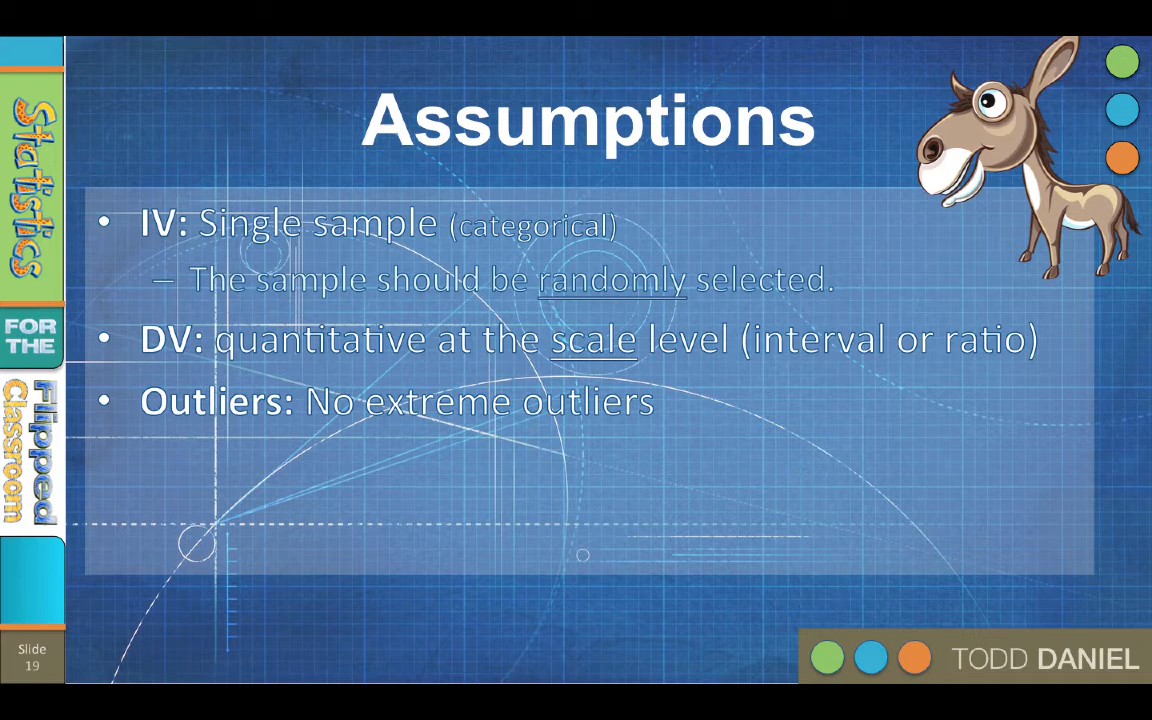 Assumptions
• IV: Single sample (categorical)
– The sample should be randomly selected.
• DV: quantitative at the scale level (interval or ratio)
• Outliers: No extreme outliers
Statistics
FOR
THE
Flipped
Classroom
Slide
19
TODD DANIEL